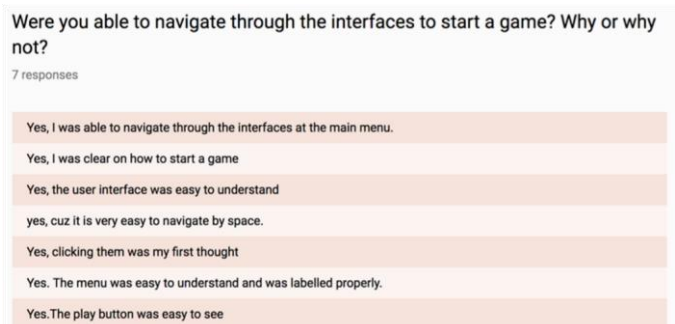 Were you able to navigate through the interfaces to start a game? Why or why
not?
7 responses
Yes, I was able to navigate through the interfaces at the main menu.
Yes, I was clear on how to start a game
Yes, the user interface was easy to understand
yes, cuz it is very easy to navigate by space.
Yes, clicking them was my first thought
Yes. The menu was easy to understand and was labelled properly.
Yes.The play button was easy to see